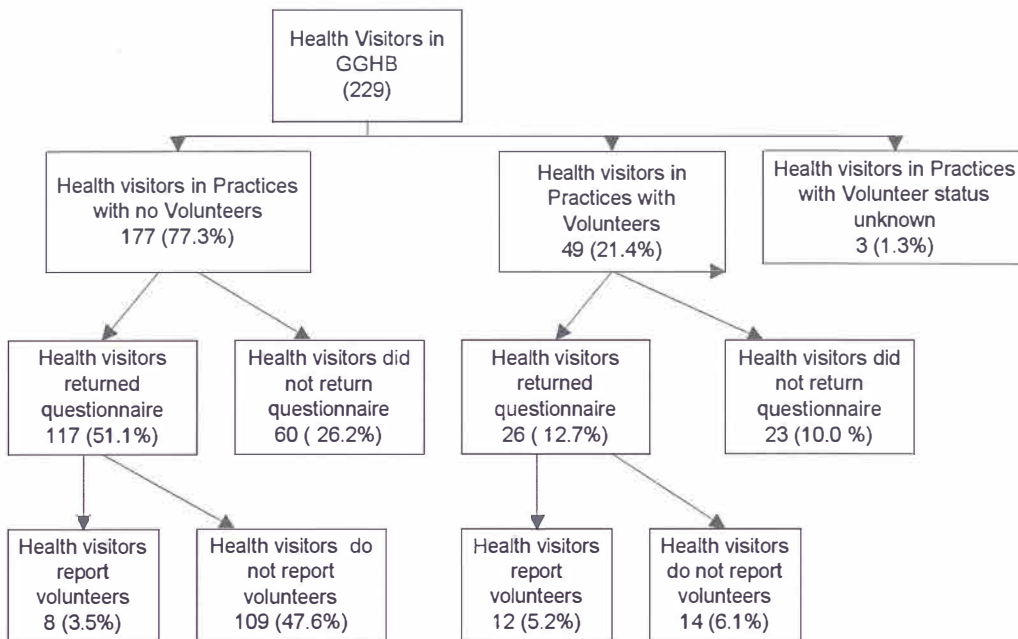 Health Visitors in
GGHB
(229)
Health visitors in Practices
with no Volunteers
177 (77.3%)
Health visitors in
Practices with
Volunteers
49 (21.4%)
Health visitors in Practices
with Volunteer status
unknown
3 (1.3%)
Health visitors
returned
questionnaire
117 (51.1%)
Health visitors did
not return
questionnaire
60 ( 26.2%)
Health visitors
returned
questionnaire
26 ( 12.7%)
Health visitors did
not return
questionnaire
23 (10.0 %)
Health visitors
report
volunteers
8 (3.5%)
Health visitors do
not report
volunteers
109 (47.6%)
Health visitors
report
volunteers
12 (5.2%)
Health visitors
do not report
volunteers
14 (6.1%)